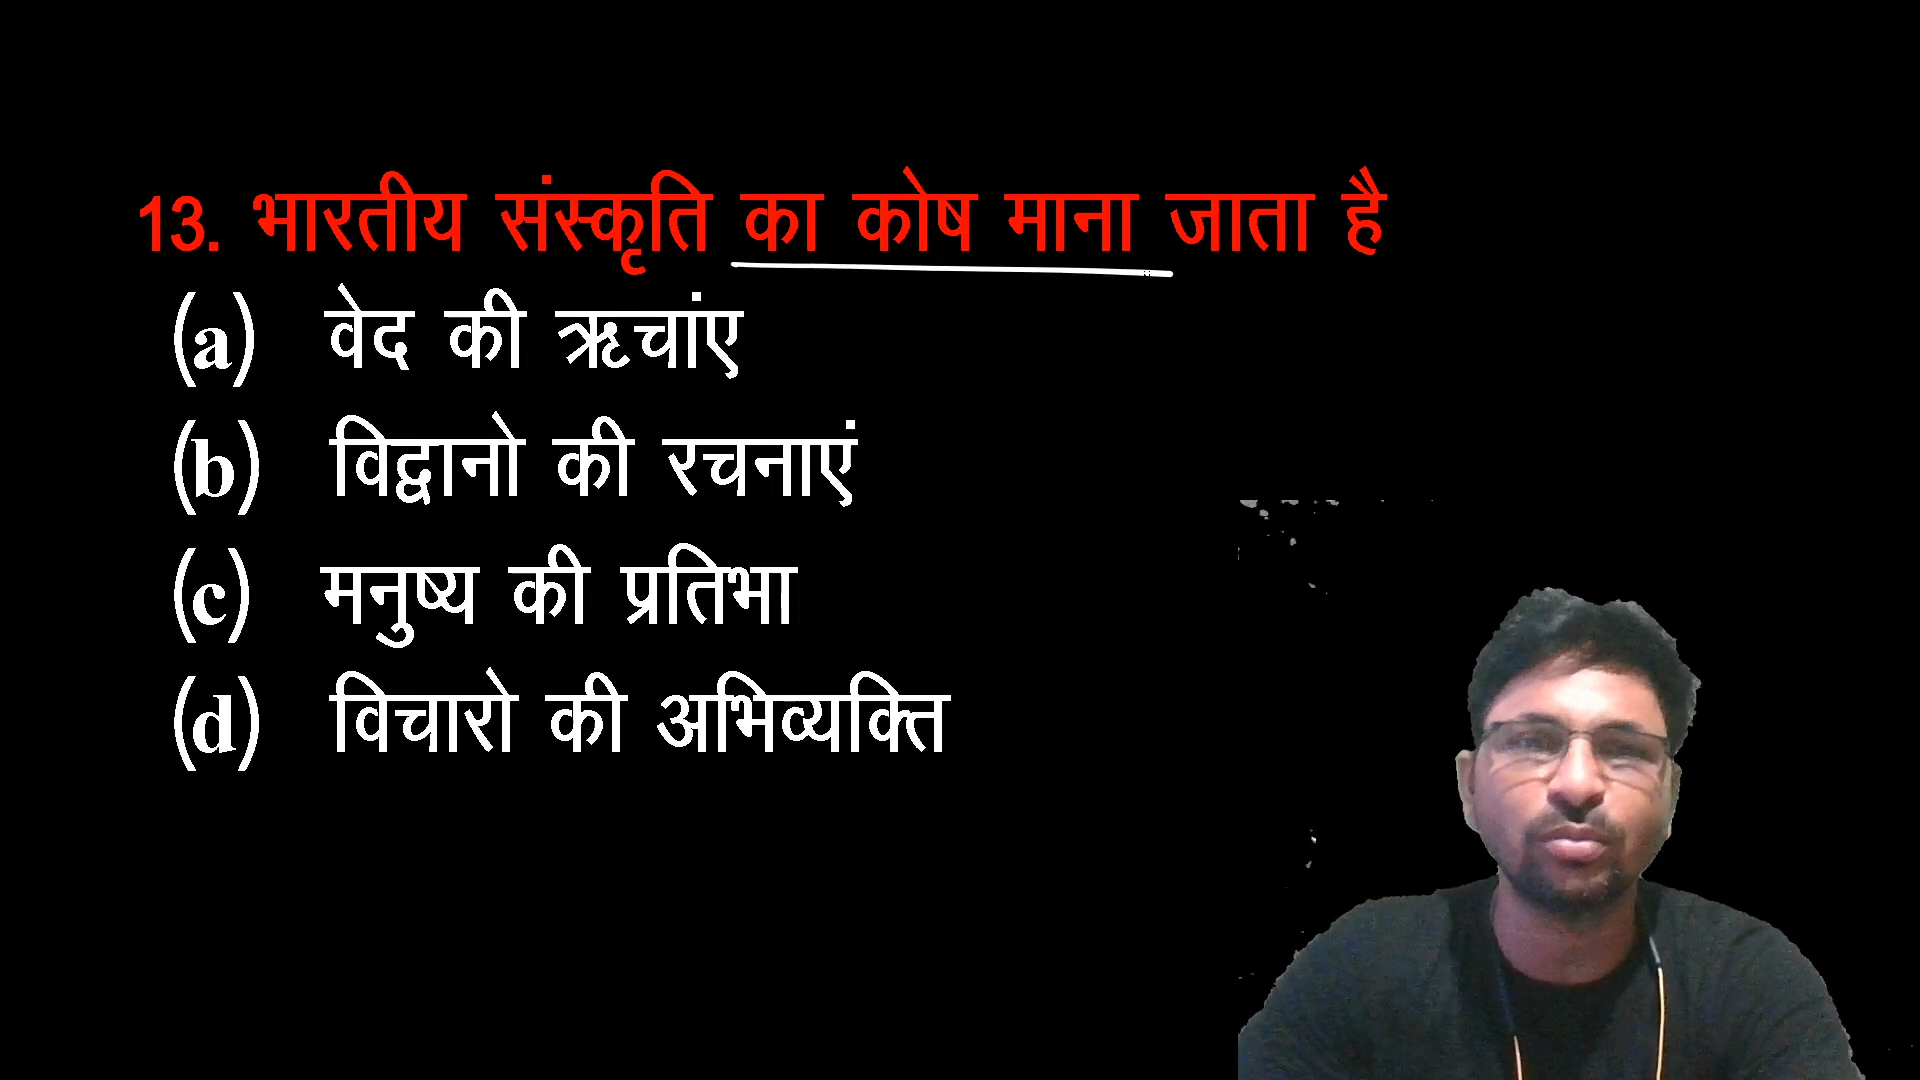 13. भारतीय संस्कृति का कोष माना जाता है
(a) वेद की ऋचांए
(b) विद्वानो की रचनाएं
(c) मनुष्य की प्रतिभा
(d) विचारो की अभिव्यक्ति